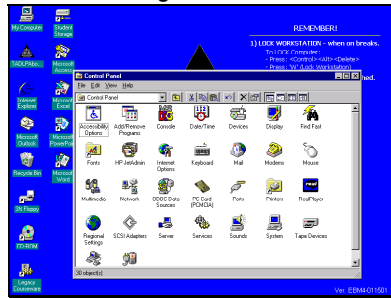 My Computer
Student Storage
TADLPAbo...
Microsoft Access
Internet Explorer
Microsoft Excel
Microsoft Outlook
Microsoft PowerPoi
Recycle Bin
Microsoft Word
3½ Floppy
CD-ROM
Legacy Courseware
REMEMBER!
1) LOCK WORKSTATION - when on breaks.
To LOCK Computer:
- Press: <Control> <Alt> <Delete>
- Press: 'W' (Lock Workstation)
hed.
Control Panel
File Edit View Help
Control Panel
Accessibility Options
Add/Remove Programs
Console
Date/Time
Devices
Display
Find Fast
Fonts
HP JetAdmin
Internet Options
Keyboard
Mail
Modems
Mouse
Multimedia
Network
ODBC Data Sources
PC Card (PCMCIA)
Ports
Printers
RealPlayer
Regional Settings
SCSI Adapters
Server
Services
Sounds
System
Tape Devices
30 object(s)
Ver. EBM4-011501